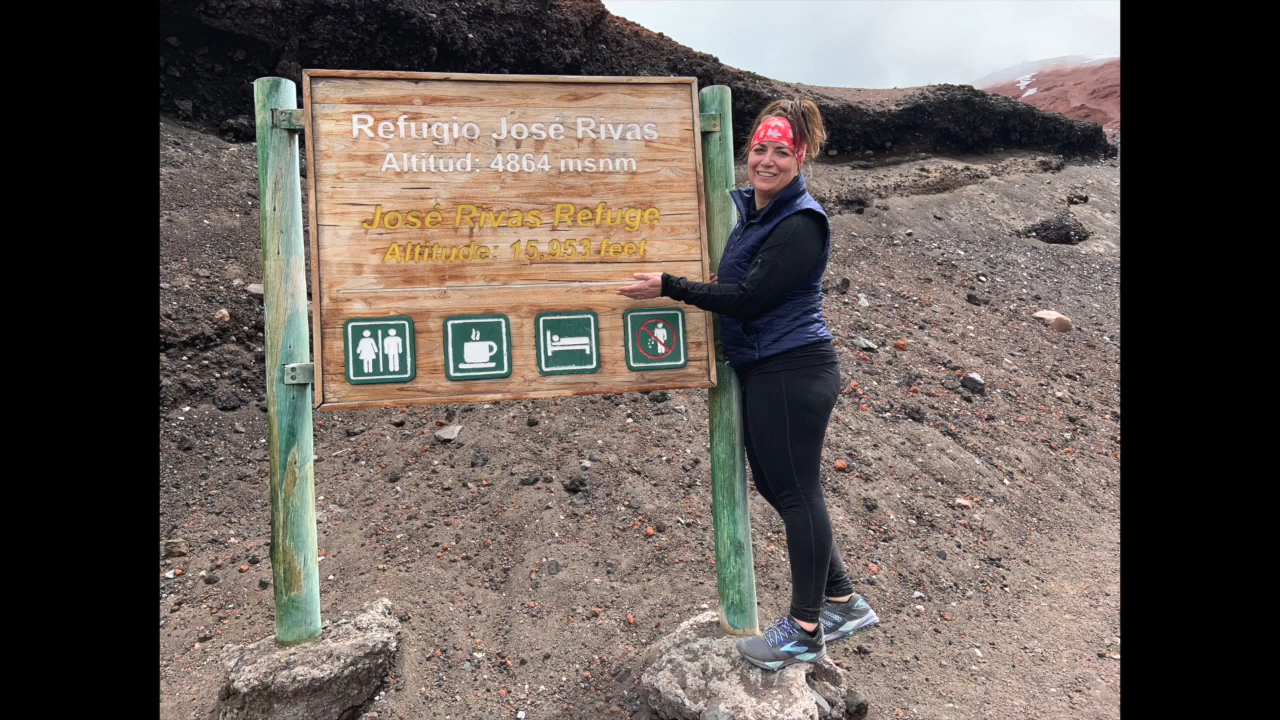 Refugio José Rivas
Altitud: 4864 msnm
José Rivas Refuge
Altitude: 15.953 feet